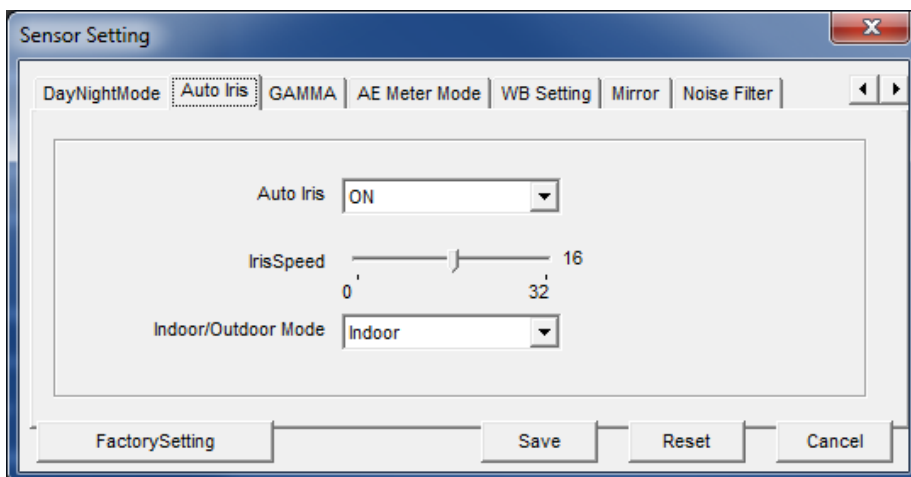 Sensor Setting
DayNightMode Auto Iris GAMMA AE Meter Mode WB Setting Mirror Noise Filter
Auto Iris ON
IrisSpeed 16
0 32
Indoor/Outdoor Mode Indoor
FactorySetting Save Reset Cancel